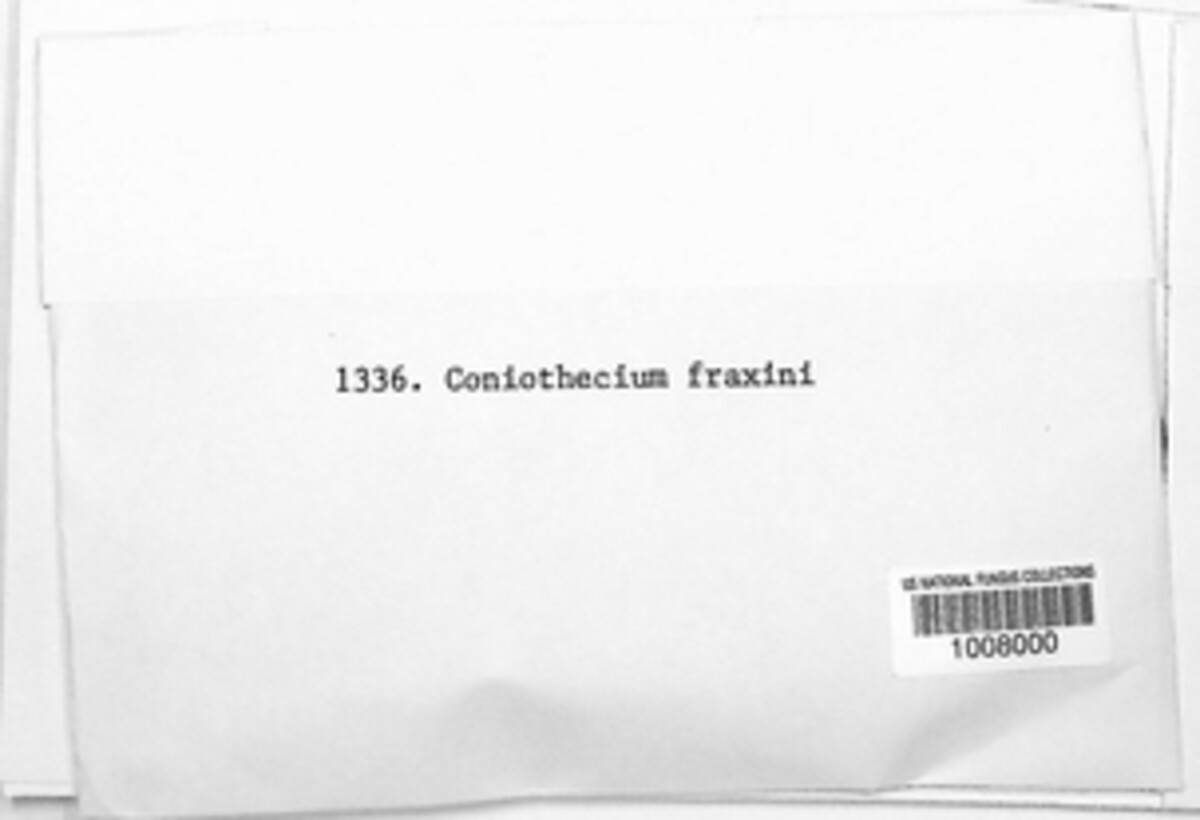 1336. Coniothecium fraxini
US NATIONAL FUNGUS COLLECTIONS
1008000